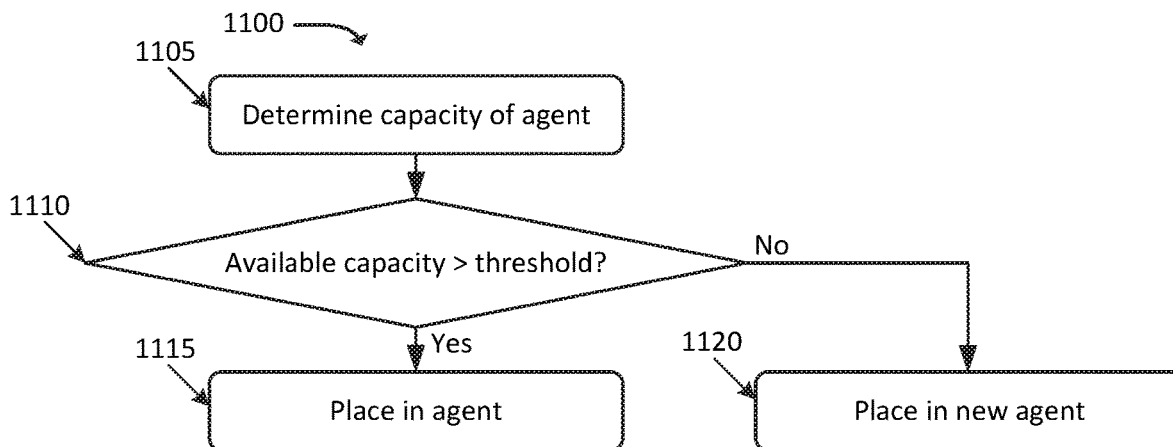 1100
1105
Determine capacity of agent
1110
Available capacity > threshold?
No
Yes
1115
1120
Place in agent
Place in new agent